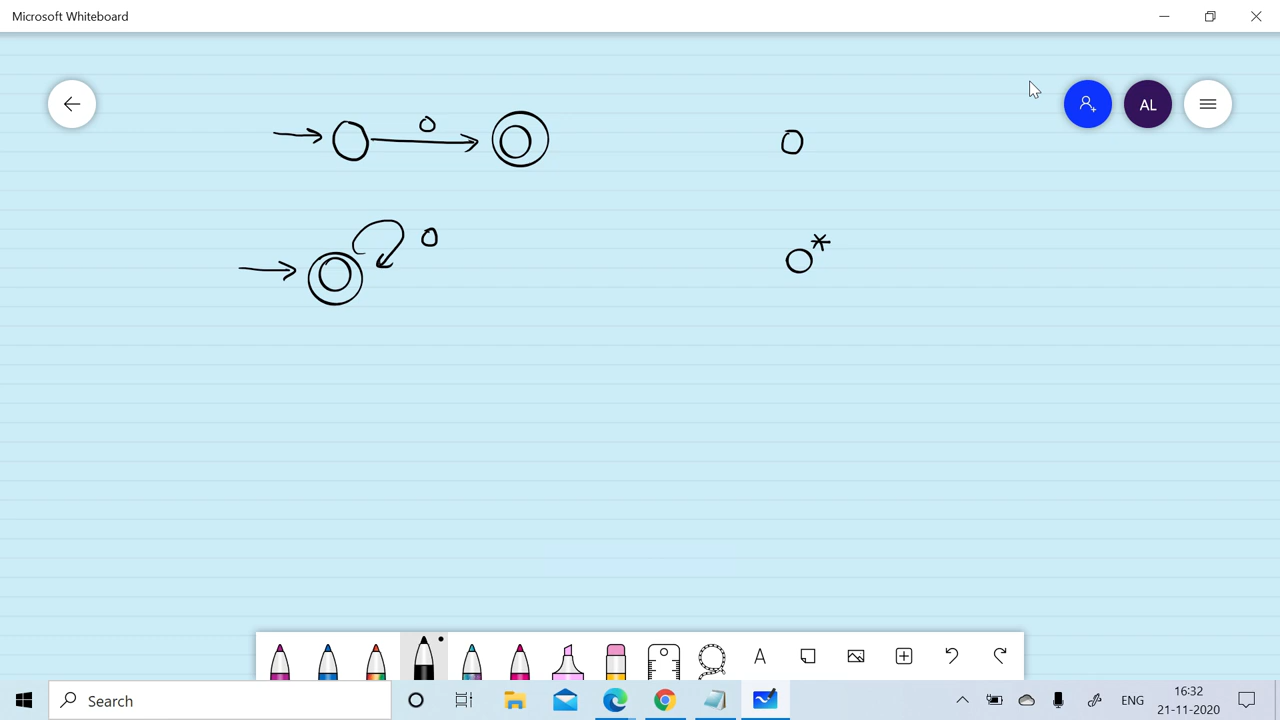 Microsoft Whiteboard
AL
0 0
0 0*
A
Search
ENG
16:32
21-11-2020